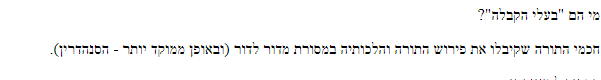 מי הם "בעלי הקבלה"?
חכמי התורה שקיבלו את פירוש התורה והלכותיה במסורת מדור לדור (ובאופן ממוקד יותר - הסנהדרין).